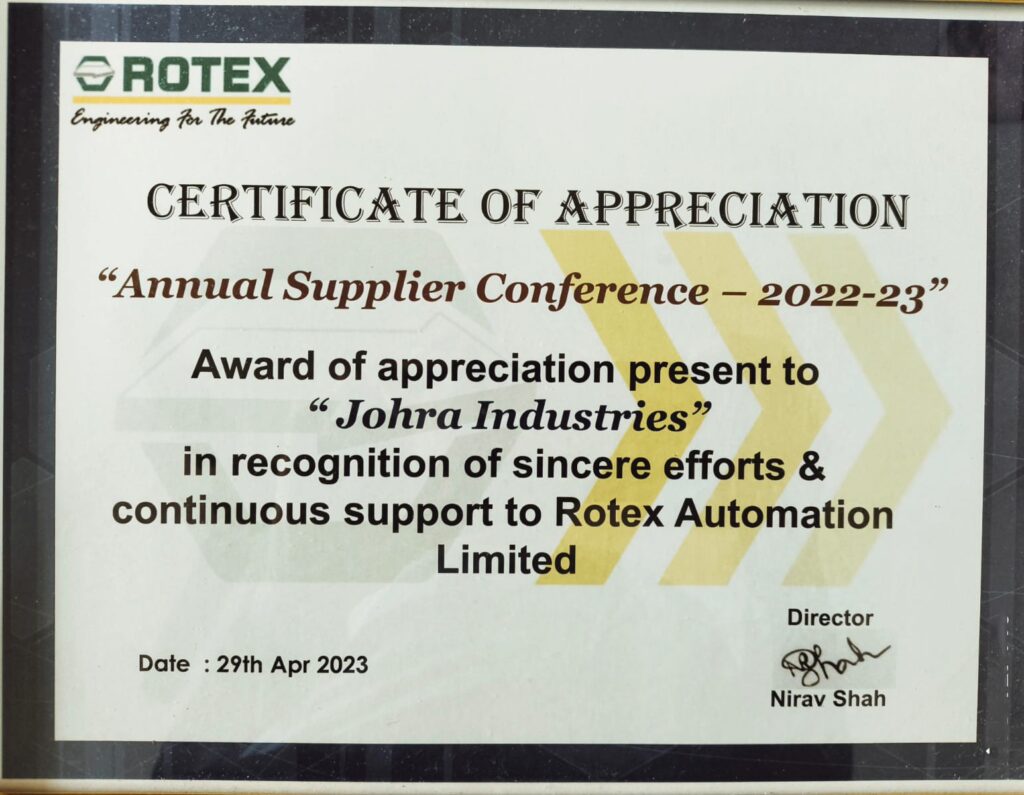 ROTEX
Engineering For The Future
CERTIFICATE OF APPRECIATION
“Annual Supplier Conference – 2022-23”
Award of appreciation present to
“ Johra Industries”
in recognition of sincere efforts &
continuous support to Rotex Automation
Limited
Director
Date : 29th Apr 2023
Nirav Shah